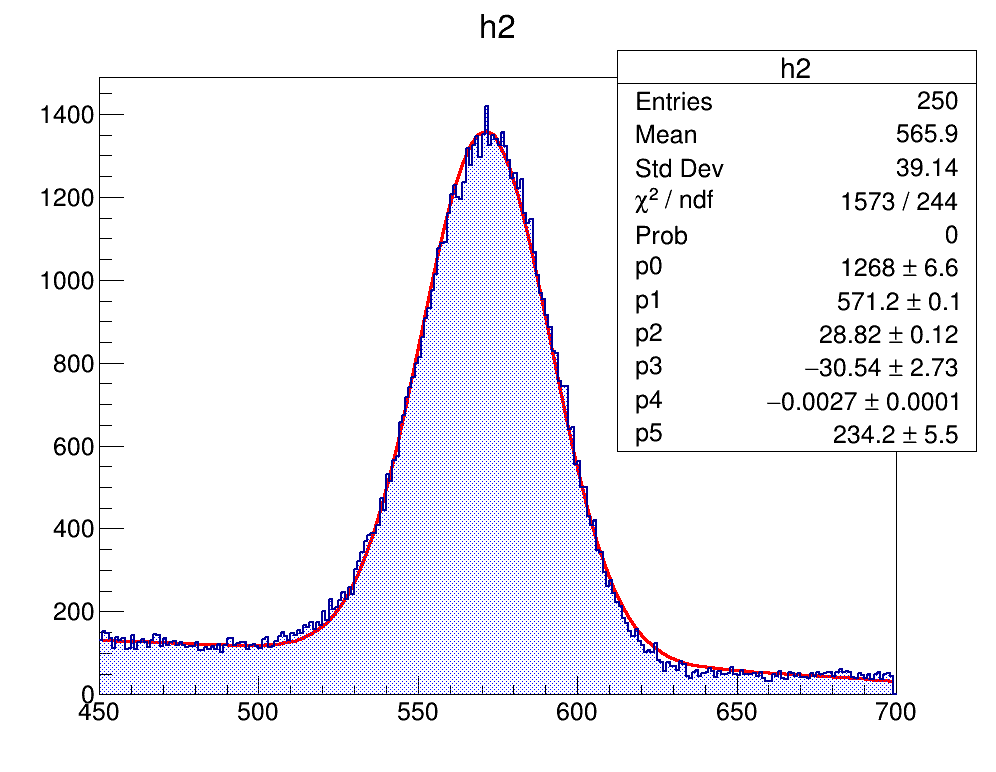 h2
h2
Entries 250
Mean 565.9
Std Dev 39.14
χ² / ndf 1573 / 244
Prob 0
p0 1268 ± 6.6
p1 571.2 ± 0.1
p2 28.82 ± 0.12
p3 −30.54 ± 2.73
p4 −0.0027 ± 0.0001
p5 234.2 ± 5.5
1400
1200
1000
800
600
400
200
0
450 500 550 600 650 700